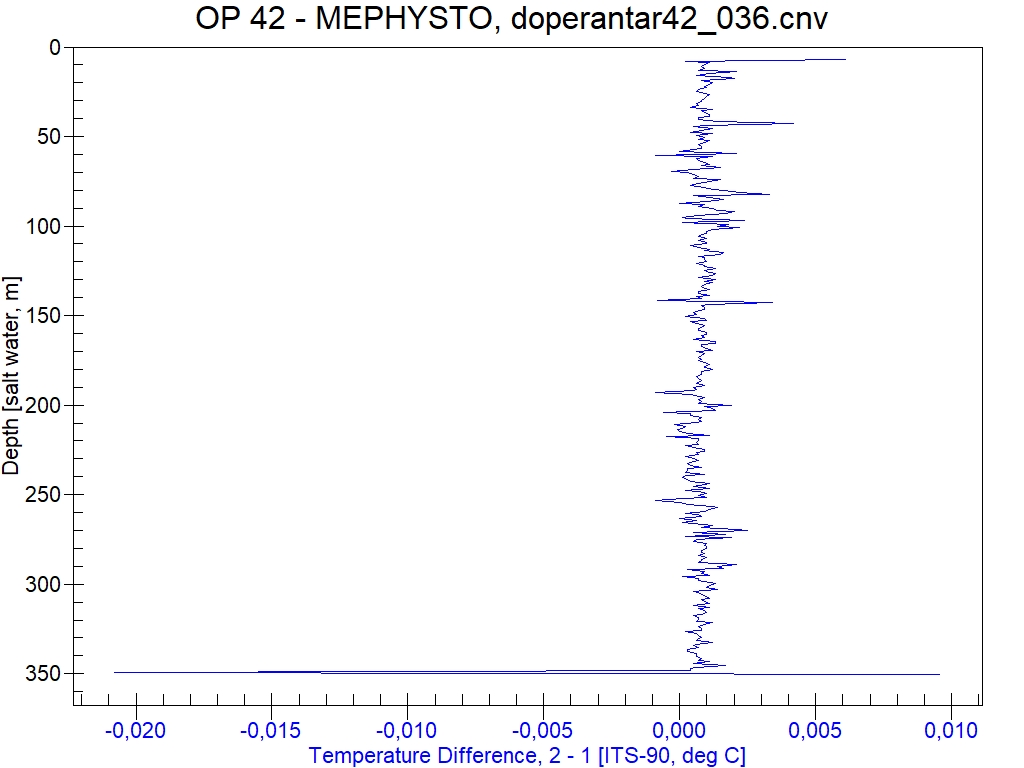 OP 42 - MEPHYSTO, doperantar42_036.cnv
0
50
100
150
200
250
300
350
Depth [salt water, m]
-0,020 -0,015 -0,010 -0,005 0,000 0,005 0,010
Temperature Difference, 2 - 1 [ITS-90, deg C]